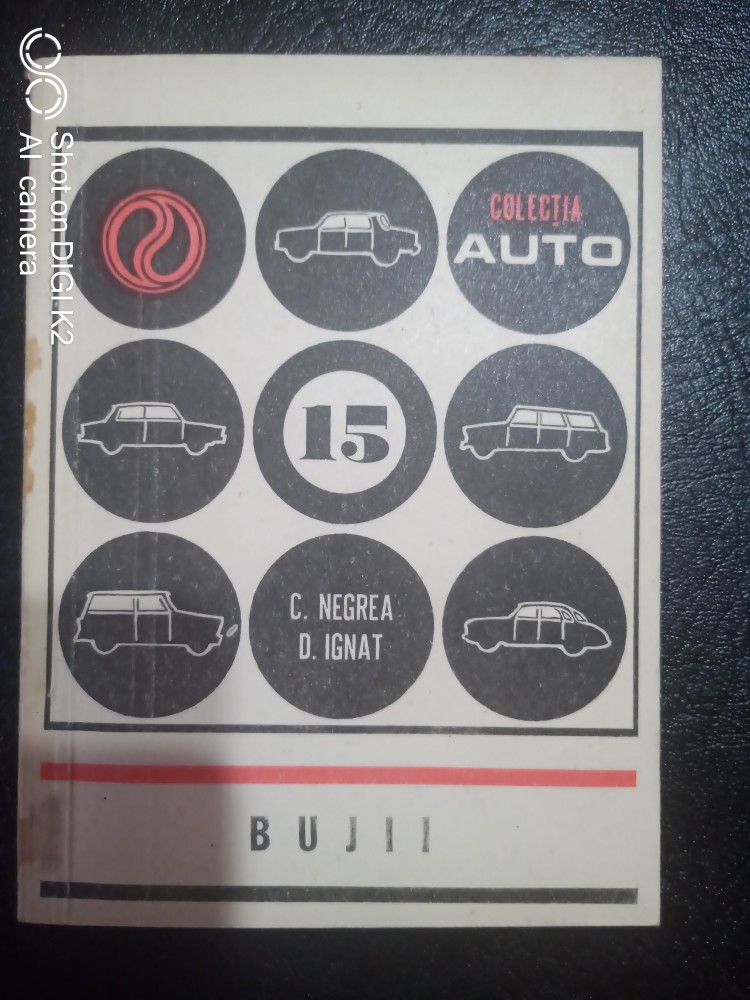 COLECȚIA
AUTO
15
C. NEGREA
D. IGNAT
BUJII
Shot on DIGI K2
AI camera